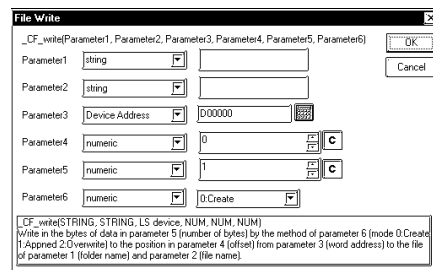 File Write
_CF_write(Parameter1, Parameter2, Parameter3, Parameter4, Parameter5, Parameter6)
OK
Cancel
Parameter1 string
Parameter2 string
Parameter3 Device Address D00000
Parameter4 numeric 0 C
Parameter5 numeric 1 C
Parameter6 numeric 0:Create
_CF_write(STRING, STRING, LS device, NUM, NUM, NUM)
Write in the bytes of data in parameter 5 (number of bytes) by the method of parameter 6 (mode 0:Create
1:Appned 2:Overwrite) to the position in parameter 4 (offset) from parameter 3 (word address) to the file
of parameter 1 (folder name) and parameter 2 (file name).